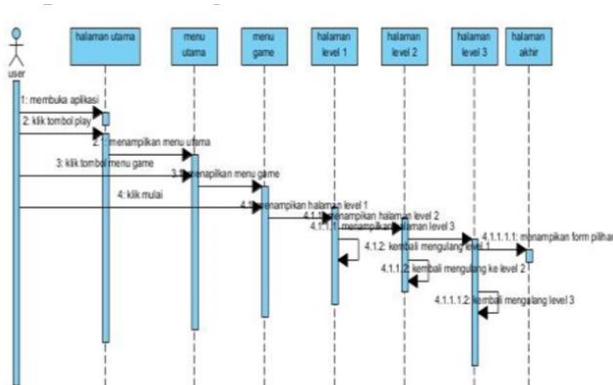 halaman utama
menu
utama
menu
game
halaman
level 1
halaman
level 2
halaman
level 3
halaman
akhir
user
1: membuka aplikasi
2: klik tombol play
2.1: menampilkan menu utama
3: klik tombol menu game
3.1: menapilkan menu game
4: klik mulai
4.1: menampikan halaman level 1
4.1.1: menampikan halaman level 2
4.1.1.1: menampilkan halaman level 3
4.1.1.1.1: menampikan form pilihan
4.1.2: kembali mengulang level 1
4.1.1.2: kembali mengulang ke level 2
4.1.1.1.2: kembali mengulang level 3